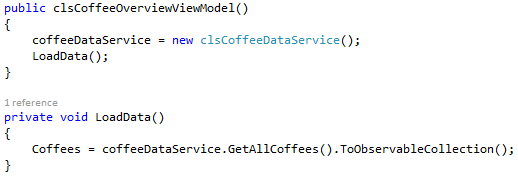 public clsCoffeeOverviewViewModel()
{
    coffeeDataService = new clsCoffeeDataService();
    LoadData();
}
1 reference
private void LoadData()
{
    Coffees = coffeeDataService.GetAllCoffees().ToObservableCollection();
}